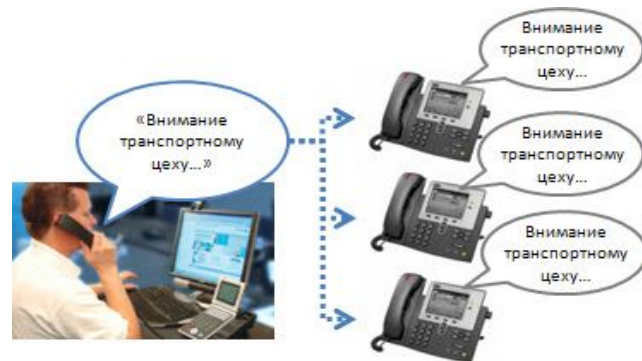 «Внимание
транспортному
цеху…»
Внимание
транспортному
цеху…
Внимание
транспортному
цеху…
Внимание
транспортному
цеху…